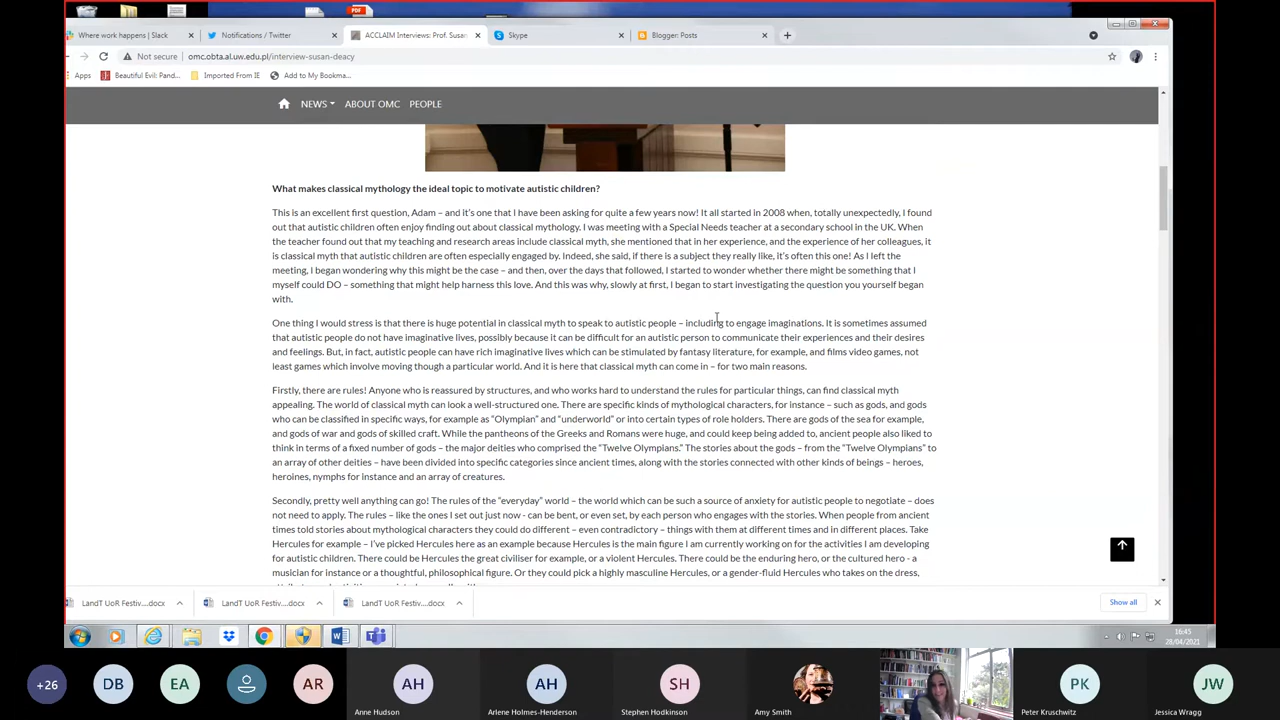 PDF
Where work happens | Slack
Notifications / Twitter
ACCLAIM Interviews: Prof. Susan
Skype
Blogger: Posts
Not secure
omc.obta.al.uw.edu.pl/interview-susan-deacy
Apps
Beautiful Evil: Pand...
Imported From IE
Add to My Bookma...
NEWS
ABOUT OMC
PEOPLE
What makes classical mythology the ideal topic to motivate autistic children?
This is an excellent first question, Adam – and it's one that I have been asking for quite a few years now! It all started in 2008 when, totally unexpectedly, I found
out that autistic children often enjoy finding out about classical mythology. I was meeting with a Special Needs teacher at a secondary school in the UK. When
the teacher found out that my teaching and research areas include classical myth, she mentioned that in her experience, and the experience of her colleagues, it
is classical myth that autistic children are often especially engaged by. Indeed, she said, if there is a subject they really like, it's often this one! As I left the
meeting, I began wondering why this might be the case – and then, over the days that followed, I started to wonder whether there might be something that I
myself could DO – something that might help harness this love. And this was why, slowly at first, I began to start investigating the question you yourself began
with.
One thing I would stress is that there is huge potential in classical myth to speak to autistic people – including to engage imaginations. It is sometimes assumed
that autistic people do not have imaginative lives, possibly because it can be difficult for an autistic person to communicate their experiences and their desires
and feelings. But, in fact, autistic people can have rich imaginative lives which can be stimulated by fantasy literature, for example, and films video games, not
least games which involve moving though a particular world. And it is here that classical myth can come in – for two main reasons.
Firstly, there are rules! Anyone who is reassured by structures, and who works hard to understand the rules for particular things, can find classical myth
appealing. The world of classical myth can look a well-structured one. There are specific kinds of mythological characters, for instance – such as gods, and gods
who can be classified in specific ways, for example as “Olympian” and “underworld” or into certain types of role holders. There are gods of the sea for example,
and gods of war and gods of skilled craft. While the pantheons of the Greeks and Romans were huge, and could keep being added to, ancient people also liked to
think in terms of a fixed number of gods – the major deities who comprised the “Twelve Olympians.” The stories about the gods – from the “Twelve Olympians” to
an array of other deities – have been divided into specific categories since ancient times, along with the stories connected with other kinds of beings – heroes,
heroines, nymphs for instance and an array of creatures.
Secondly, pretty well anything can go! The rules of the “everyday” world – the world which can be such a source of anxiety for autistic people to negotiate – does
not need to apply. The rules – like the ones I set out just now - can be bent, or even set, by each person who engages with the stories. When people from ancient
times told stories about mythological characters they could do different – even contradictory – things with them at different times and in different places. Take
Hercules for example – I've picked Hercules here as an example because Hercules is the main figure I am currently working on for the activities I am developing
for autistic children. There could be Hercules the great civiliser for example, or a violent Hercules. There could be the enduring hero, or the cultured hero - a
musician for instance or a thoughtful, philosophical figure. Or they could pick a highly masculine Hercules, or a gender-fluid Hercules who takes on the dress,
LandT UoR Festiv....docx
LandT UoR Festiv....docx
LandT UoR Festiv....docx
Show all
16:45
28/04/2021
+26
DB
EA
AR
AH
AH
SH
PK
JW
Anne Hudson
Arlene Holmes-Henderson
Stephen Hodkinson
Amy Smith
Peter Kruschwitz
Jessica Wragg